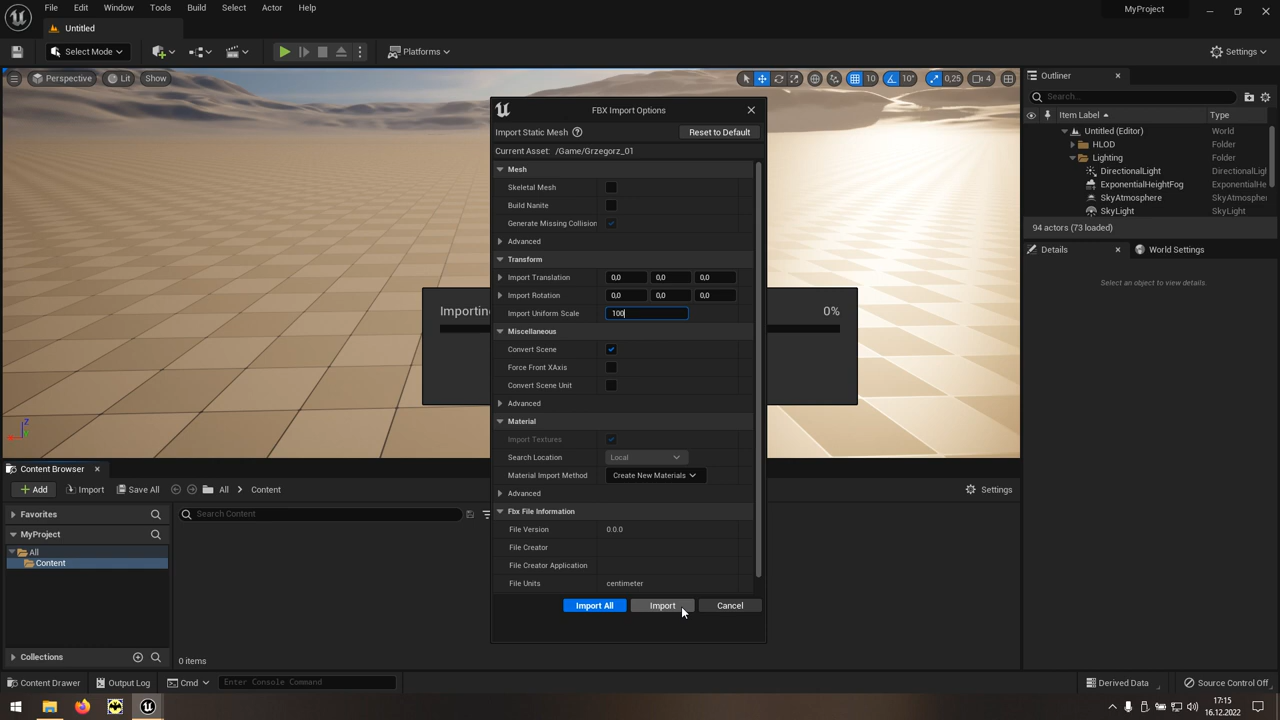 File Edit Window Tools Build Select Actor Help
MyProject
Untitled
Select Mode
Platforms
Settings
Perspective Lit Show
10 10° 0,25 4
Outliner
Search...
Item Label Type
Untitled (Editor) World
HLOD Folder
Lighting Folder
DirectionalLight DirectionalLigl
ExponentialHeightFog ExponentialHe
SkyAtmosphere SkyAtmospher
SkyLight SkyLight
94 actors (73 loaded)
Details World Settings
Select an object to view details.
Importing
0%
FBX Import Options
Import Static Mesh Reset to Default
Current Asset: /Game/Grzegorz_01
Mesh
Skeletal Mesh
Build Nanite
Generate Missing Collision
Advanced
Transform
Import Translation 0,0 0,0 0,0
Import Rotation 0,0 0,0 0,0
Import Uniform Scale 100
Miscellaneous
Convert Scene
Force Front XAxis
Convert Scene Unit
Advanced
Material
Import Textures
Search Location Local
Material Import Method Create New Materials
Advanced
Fbx File Information
File Version 0.0.0
File Creator
File Creator Application
File Units centimeter
Import All Import Cancel
Z
Content Browser
Add Import Save All All Content Settings
Favorites
Search Content
MyProject
All
Content
Collections
0 items
Content Drawer Output Log Cmd Enter Console Command Derived Data Source Control Off
17:15
16.12.2022